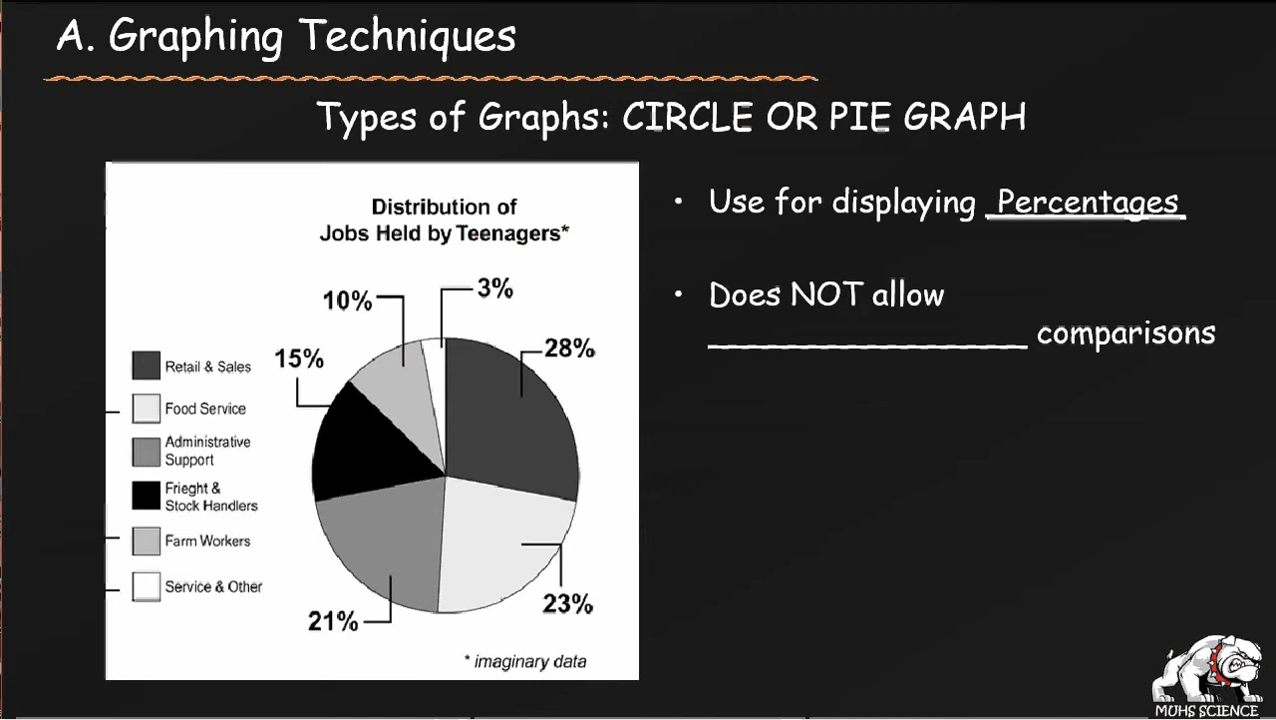 A. Graphing Techniques
Types of Graphs: CIRCLE OR PIE GRAPH
Distribution of
Jobs Held by Teenagers*
10%
3%
15%
28%
21%
23%
Retail & Sales
Food Service
Administrative
Support
Frieght &
Stock Handlers
Farm Workers
Service & Other
* imaginary data
• Use for displaying Percentages
• Does NOT allow
____________________ comparisons
MUHS SCIENCE